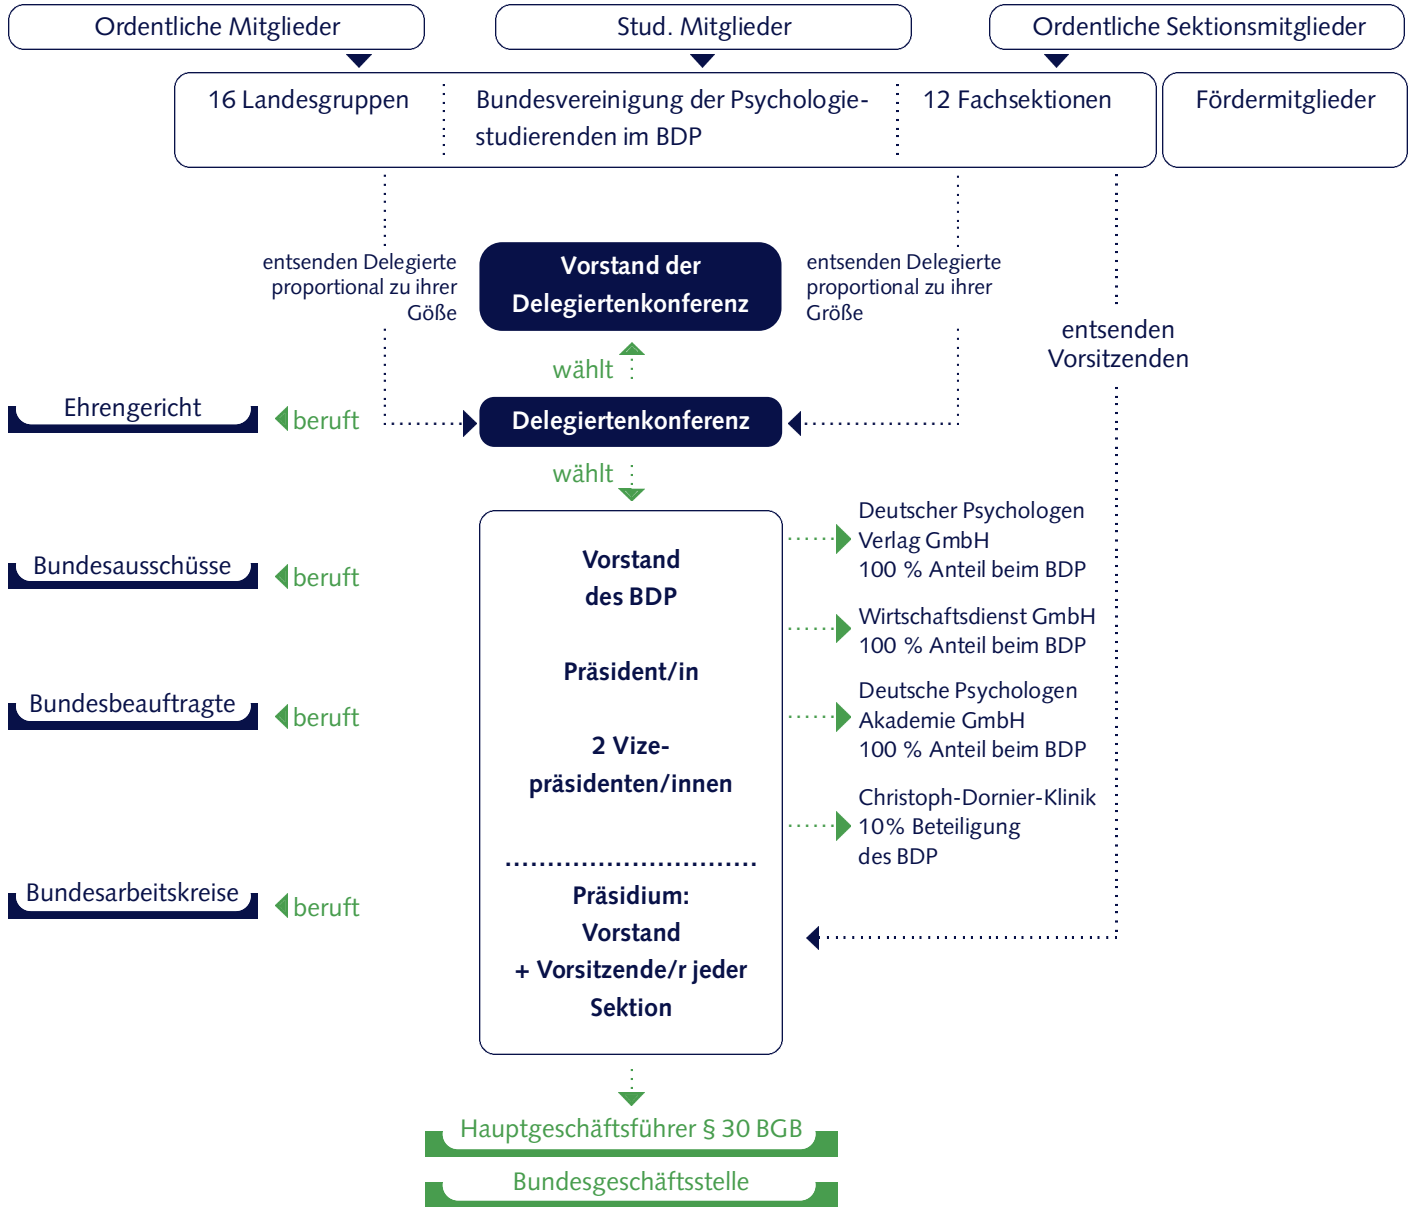 Ordentliche Mitglieder
Stud. Mitglieder
Ordentliche Sektionsmitglieder
16 Landesgruppen
Bundesvereinigung der Psychologie-
studierenden im BDP
12 Fachsektionen
Fördermitglieder
entsenden Delegierte
proportional zu ihrer
Göße
Vorstand der
Delegiertenkonferenz
entsenden Delegierte
proportional zu ihrer
Größe
entsenden
Vorsitzenden
wählt
Ehrengericht
beruft
Delegiertenkonferenz
wählt
Bundesausschüsse
beruft
Bundesbeauftragte
beruft
Bundesarbeitskreise
beruft
Vorstand
des BDP
Präsident/in
2 Vize-
präsidenten/innen
Präsidium:
Vorstand
+ Vorsitzende/r jeder
Sektion
Deutscher Psychologen
Verlag GmbH
100 % Anteil beim BDP
Wirtschaftsdienst GmbH
100 % Anteil beim BDP
Deutsche Psychologen
Akademie GmbH
100 % Anteil beim BDP
Christoph-Dornier-Klinik
10% Beteiligung
des BDP
Hauptgeschäftsführer § 30 BGB
Bundesgeschäftsstelle